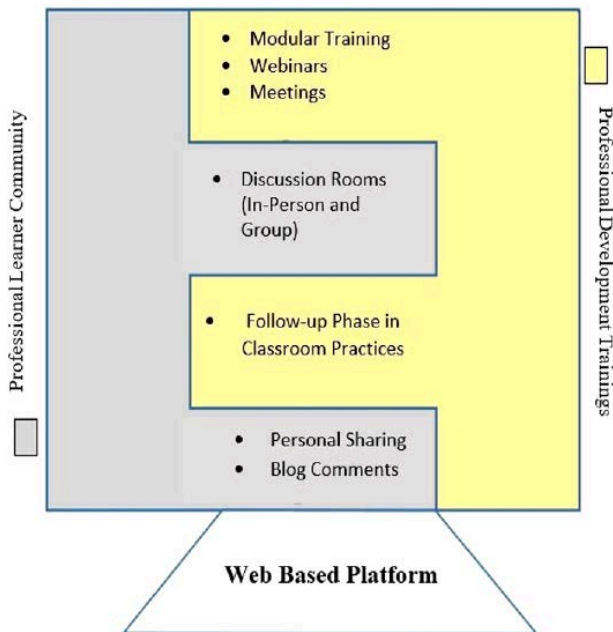 • Modular Training
• Webinars
• Meetings
• Discussion Rooms
(In-Person and
Group)
• Follow-up Phase in
Classroom Practices
• Personal Sharing
• Blog Comments
Professional Learner Community
Professional Development Trainings
Web Based Platform